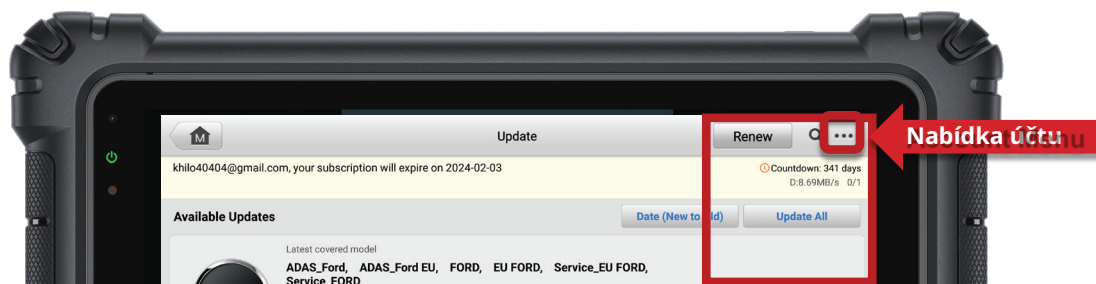 M
Update
Renew
Nabídka účtu
khilo40404@gmail.com, your subscription will expire on 2024-02-03
Countdown: 341 days
D:8.69MB/s 0/1
Available Updates
Date (New to Old)
Update All
Latest covered model
ADAS_Ford, ADAS_Ford EU, FORD, EU FORD, Service_EU FORD,
Service_FORD